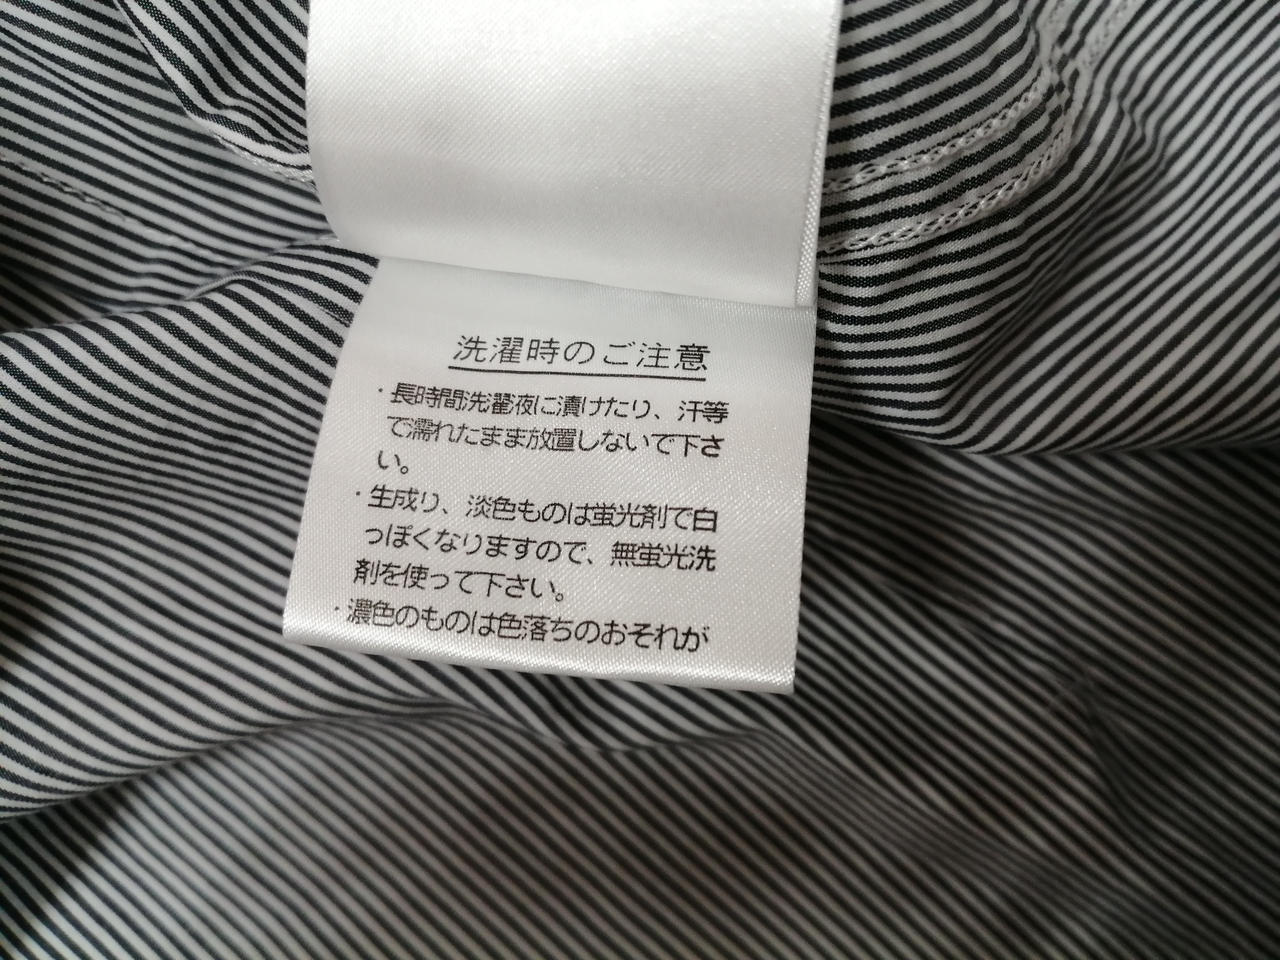 洗濯時のご注意
・長時間洗濯液に漬けたり、汗等
で濡れたまま放置しないで下さ
い。
・生成り、淡色ものは蛍光剤で白
っぽくなりますので、無蛍光洗
剤を使って下さい。
・濃色のものは色落ちのおそれが